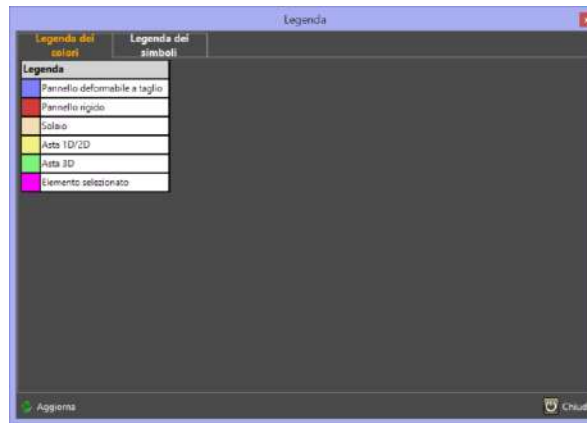 Legenda
Legenda dei
colori
Legenda dei
simboli
Legenda
Pannello deformabile a taglio
Pannello rigido
Solaio
Asta 1D/2D
Asta 3D
Elemento selezionato
Aggiorna
Chiudi